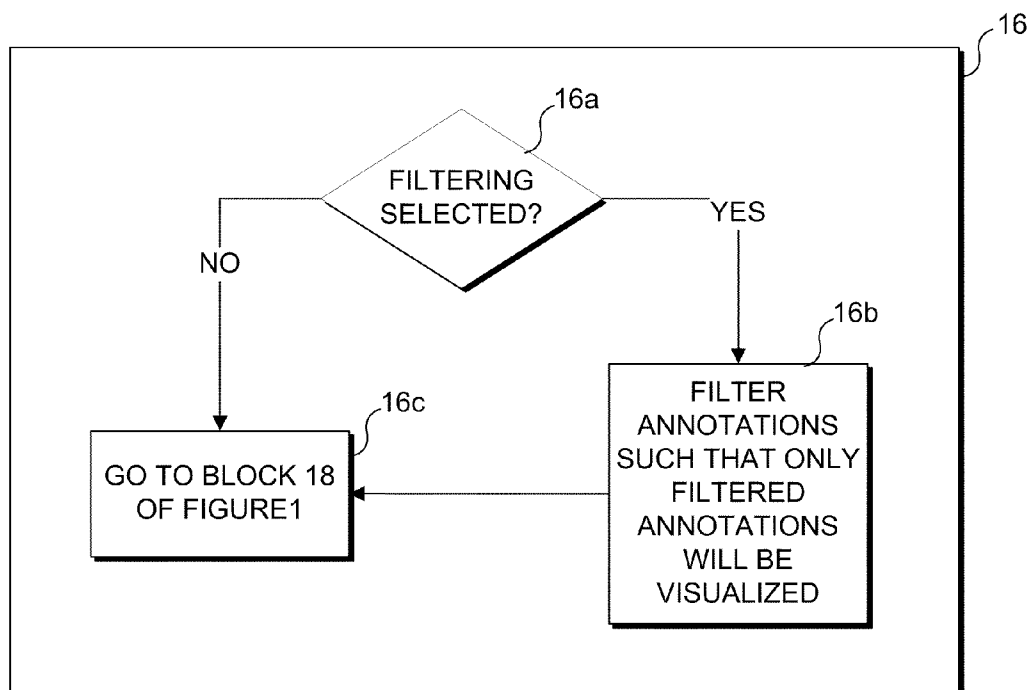 16
16a
FILTERING
SELECTED?
NO
YES
16b
FILTER
ANNOTATIONS
SUCH THAT ONLY
FILTERED
ANNOTATIONS
WILL BE
VISUALIZED
16c
GO TO BLOCK 18
OF FIGURE1